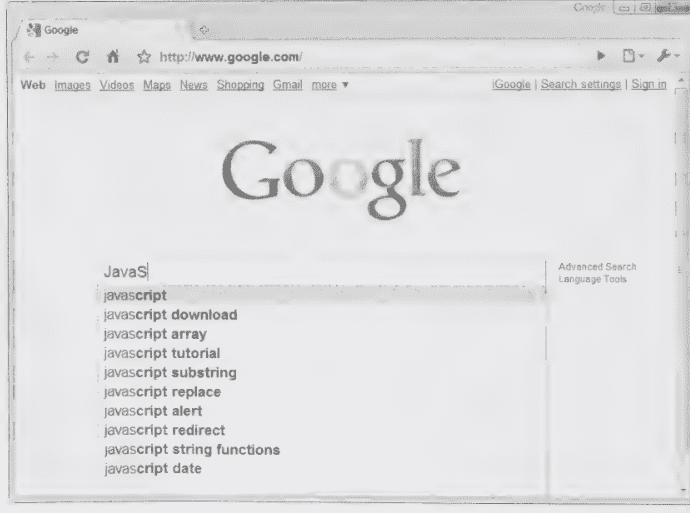 Google
Google
http://www.google.com/
Web Images Videos Maps News Shopping Gmail more ▼ iGoogle | Search settings | Sign in
Google
JavaS
Advanced Search
Language Tools
javascript
javascript download
javascript array
javascript tutorial
javascript substring
javascript replace
javascript alert
javascript redirect
javascript string functions
javascript date